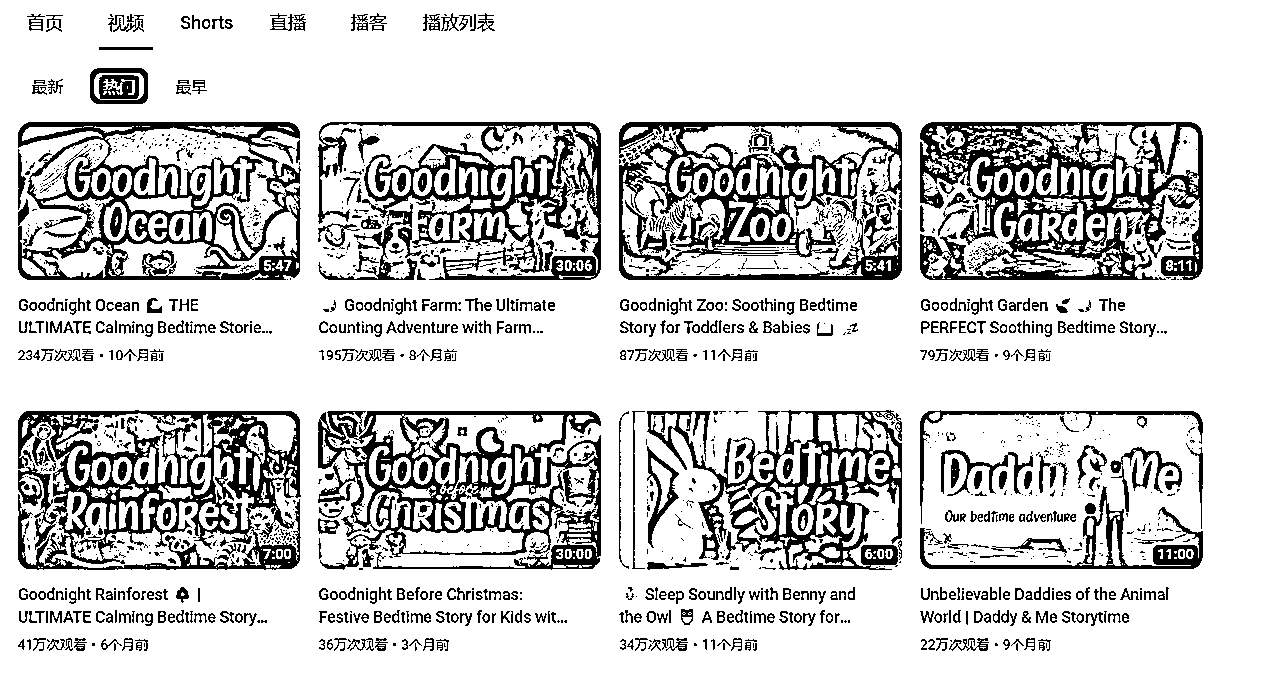 首页 视频 Shorts 直播 播客 播放列表
最新 热门 最早
Goodnight Ocean
5:47
Goodnight Farm
30:06
Goodnight Zoo
5:41
Goodnight Garden
8:11
Goodnight Ocean 🌊 THE
ULTIMATE Calming Bedtime Storie...
234万次观看・10个月前
🌙 Goodnight Farm: The Ultimate
Counting Adventure with Farm...
195万次观看・8个月前
Goodnight Zoo: Soothing Bedtime
Story for Toddlers & Babies 📖 💤
87万次观看・11个月前
Goodnight Garden 🌿 🌙 The
PERFECT Soothing Bedtime Story...
79万次观看・9个月前
Goodnight Rainforest
7:00
Goodnight Before Christmas
30:00
Bedtime Story
6:00
Daddy & Me
Our bedtime adventure
11:00
Goodnight Rainforest 🌳 |
ULTIMATE Calming Bedtime Story...
41万次观看・6个月前
Goodnight Before Christmas:
Festive Bedtime Story for Kids wit...
36万次观看・3个月前
🐇 Sleep Soundly with Benny and
the Owl 🦉 A Bedtime Story for...
34万次观看・11个月前
Unbelievable Daddies of the Animal
World | Daddy & Me Storytime
22万次观看・9个月前